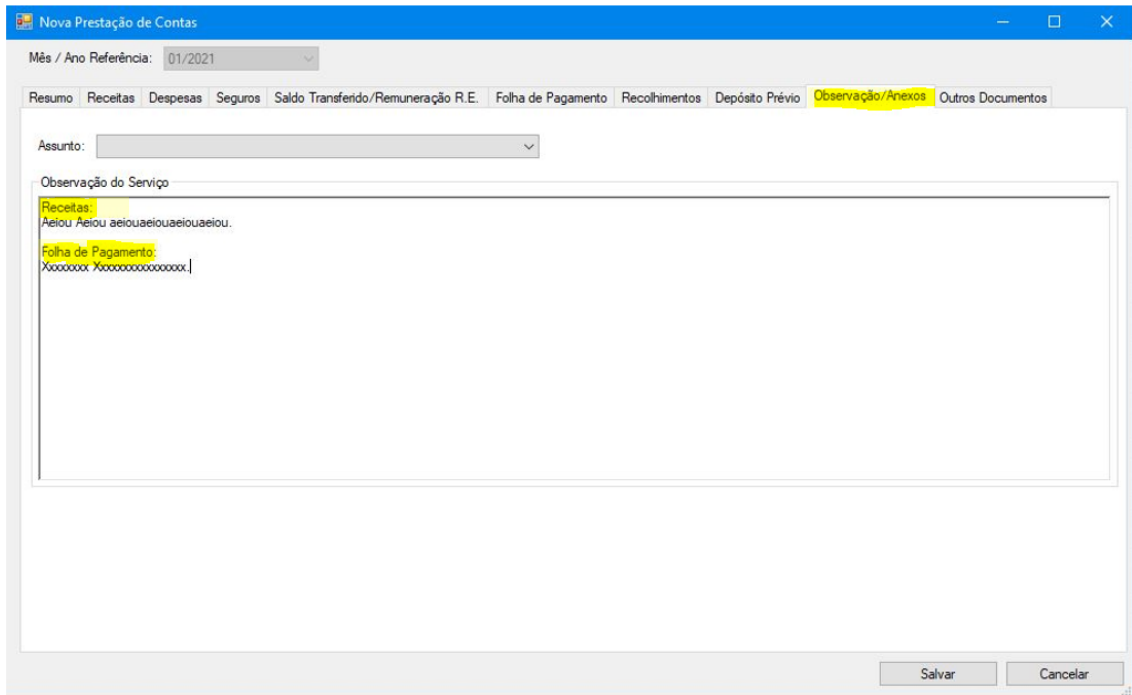 Nova Prestação de Contas
Mês / Ano Referência: 01/2021
Resumo Receitas Despesas Seguros Saldo Transferido/Remuneração R.E. Folha de Pagamento Recolhimentos Depósito Prévio Observação/Anexos Outros Documentos
Assunto:
Observação do Serviço
Receitas:
Aeiou Aeiou aeiouaeiouaeiouaeiou.
Folha de Pagamento:
Xxxxxxxx Xxxxxxxxxxxxxxxx.
Salvar Cancelar